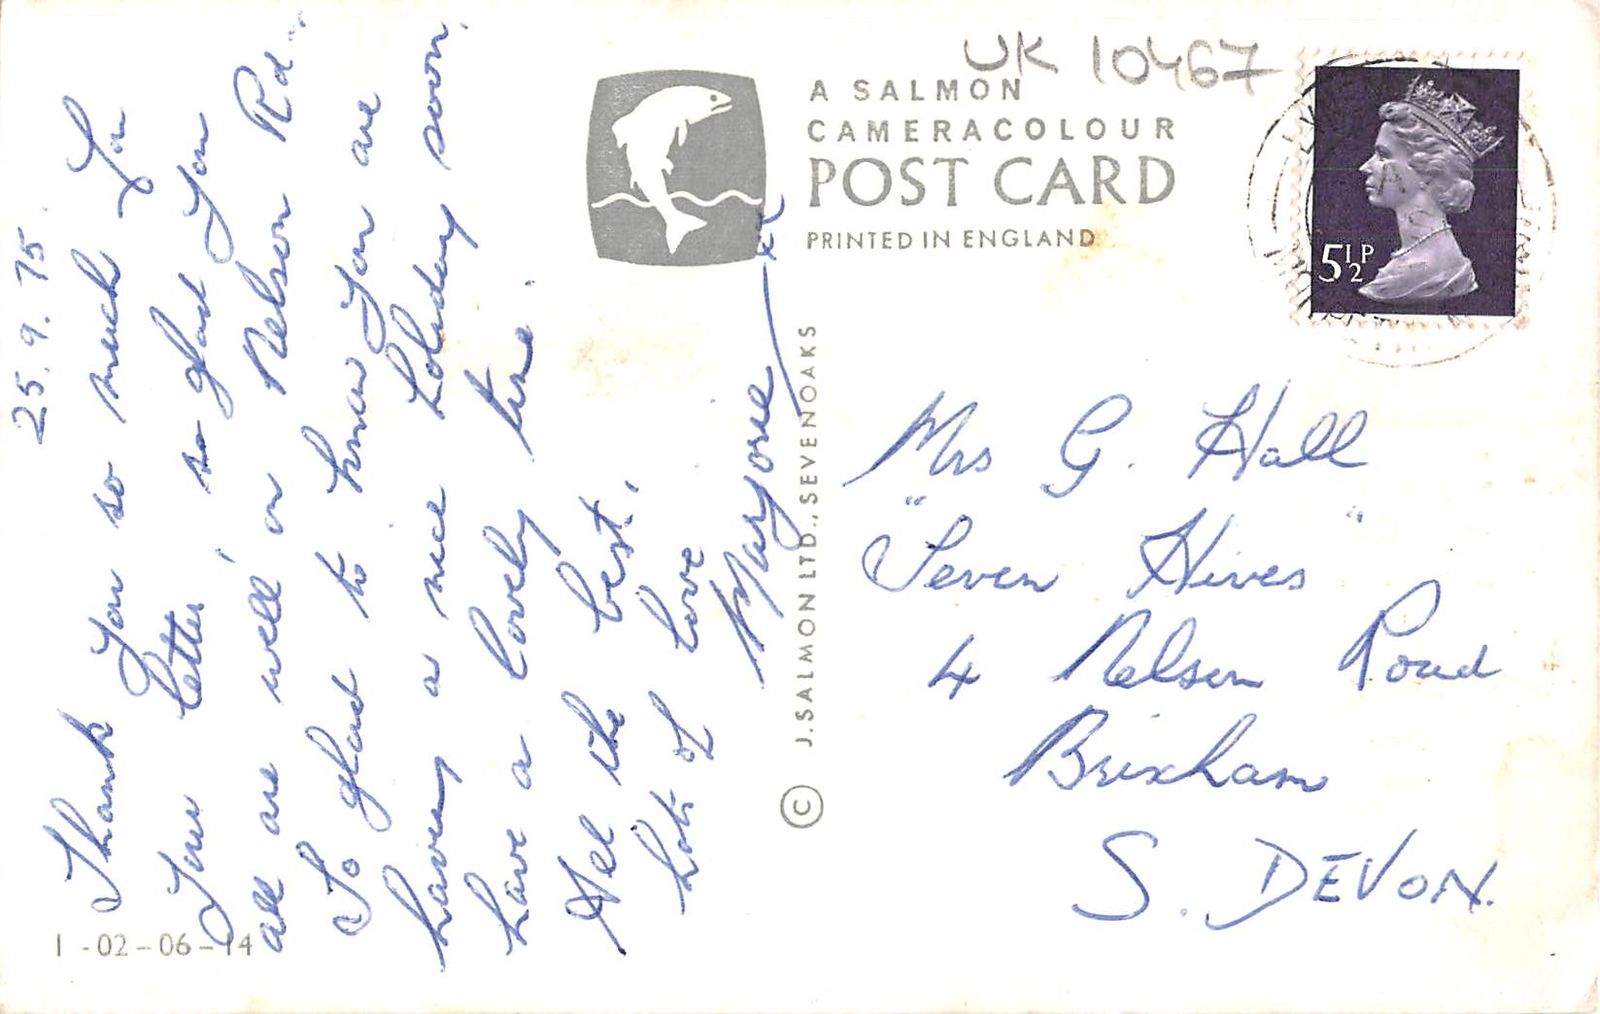 25.9.75.
Thank you so much for
your letter, so glad you
all are well in Nelson Rd.
So glad to know you are
having a nice holiday soon.
have a lovely time.
All the best.
Lots of love
Marjorie xx
1-02-06-14
UK 10467
A SALMON
CAMERACOLOUR
POST CARD
PRINTED IN ENGLAND
© J. SALMON LTD., SEVENOAKS
5½P
Mrs G. Hall
"Seven Hives"
4 Nelson Road
Brixham
S. DEVON.